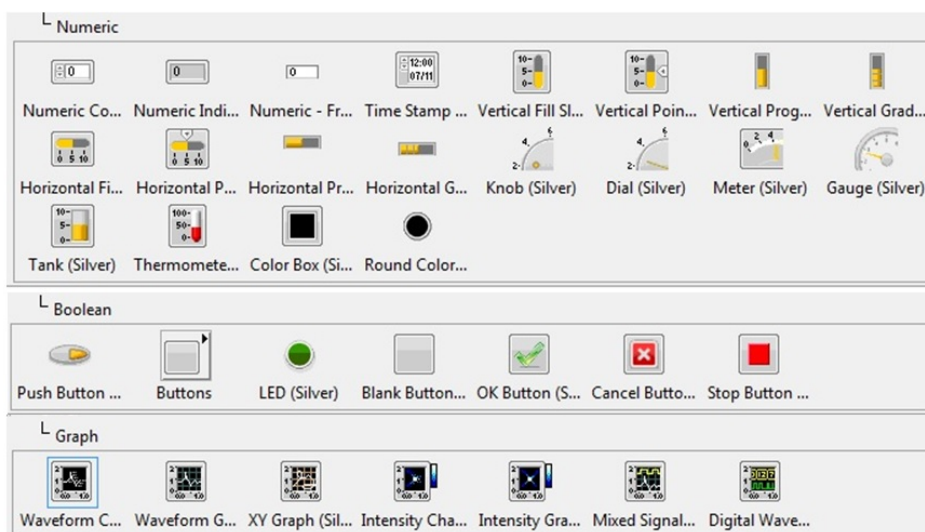 Numeric
Numeric Co... Numeric Indi... Numeric - Fr... Time Stamp ... Vertical Fill Sl... Vertical Poin... Vertical Prog... Vertical Grad...
Horizontal Fi... Horizontal P... Horizontal Pr... Horizontal G... Knob (Silver) Dial (Silver) Meter (Silver) Gauge (Silver)
Tank (Silver) Thermomete... Color Box (Si... Round Color...
Boolean
Push Button ... Buttons LED (Silver) Blank Button... OK Button (S... Cancel Butto... Stop Button ...
Graph
Waveform C... Waveform G... XY Graph (Sil... Intensity Cha... Intensity Gra... Mixed Signal... Digital Wave...